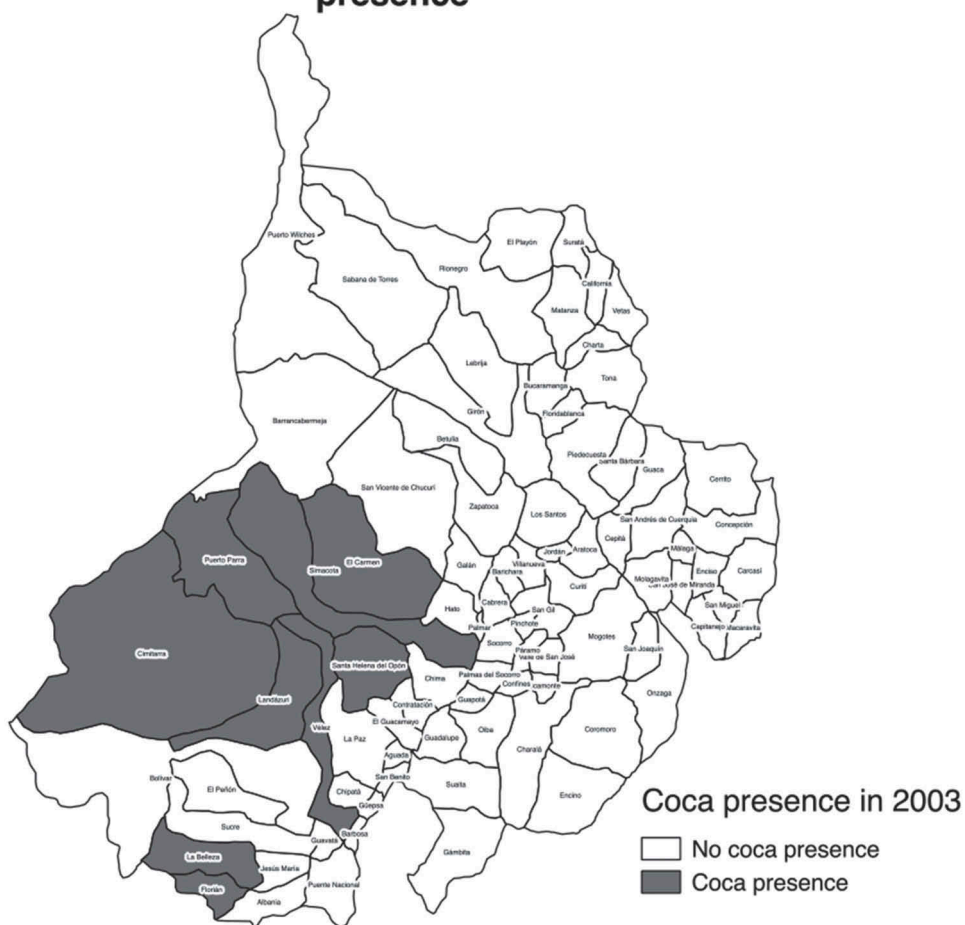 presence
Puerto Wilches
El Playón
Suratá
Rionegro
Sabana de Torres
California
Matanza
Vetas
Charta
Lebrija
Tona
Bucaramanga
Girón
Floridablanca
Barrancabermeja
Betulia
Piedecuesta
Santa Bárbara
Guaca
Cerrito
San Vicente de Chucurí
Zapatoca
Los Santos
San Andrés de Cuerquia
Concepción
Cepitá
Jordán
Aratoca
Málaga
Puerto Parra
Simacota
El Carmen
Galán
Villanueva
Barichara
Enciso
Carcasí
Molagavita
San José de Miranda
Curití
Hato
Cabrera
San Gil
San Miguel
Palmar
Pinchote
Capitanejo
Macaravita
Mogotes
Socorro
Páramo
Valle de San José
San Joaquín
Cimitarra
Santa Helena del Opón
Chima
Palmas del Socorro
Confines
Onzaga
Landázuri
Contratación
Guapotá
El Guacamayo
Vélez
La Paz
Guadalupe
Oiba
Coromoro
Charalá
Aguada
San Benito
Bolívar
El Peñón
Chipatá
Suaita
Encino
Güepsa
Sucre
Barbosa
Guavatá
La Belleza
Jesús María
Gámbita
Florián
Puente Nacional
Albania
Coca presence in 2003
No coca presence
Coca presence